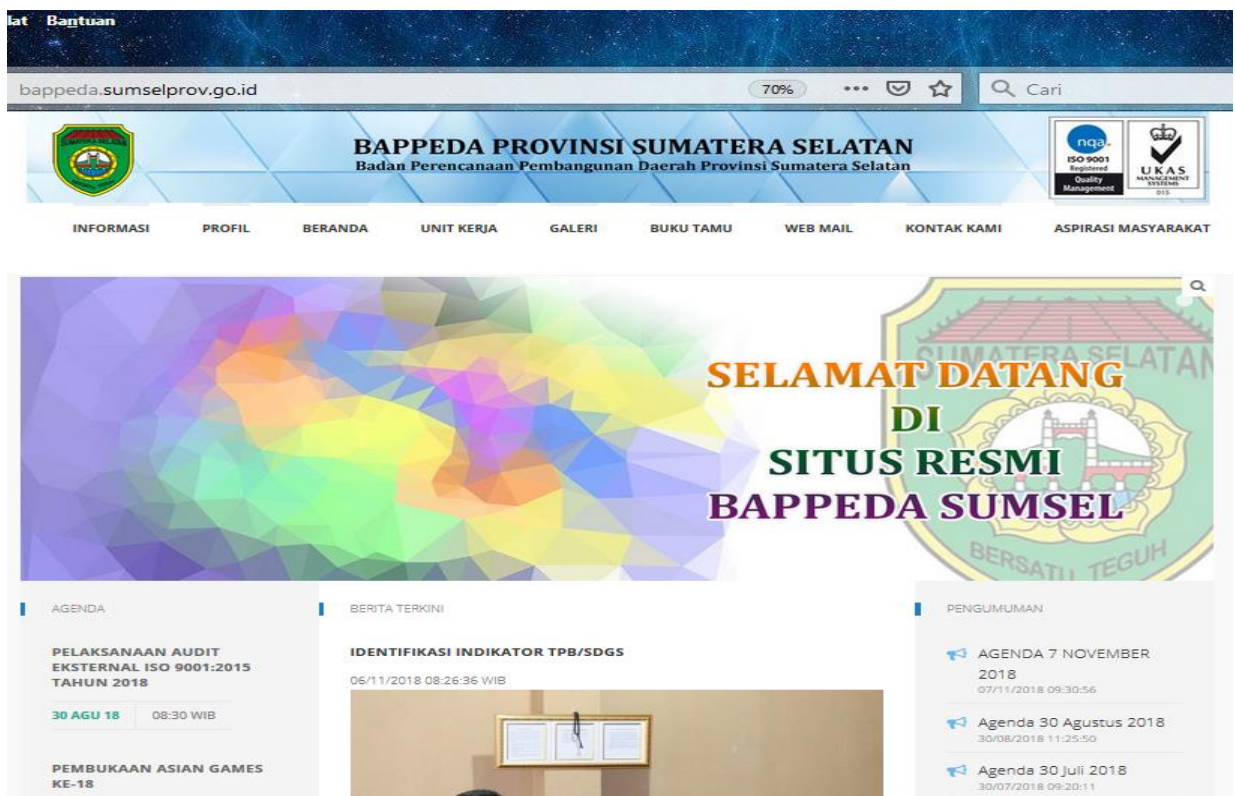 lat Bantuan
bappeda.sumselprov.go.id
70%
Cari
SUMATERA SELATAN
BAPPEDA PROVINSI SUMATERA SELATAN
Badan Perencanaan Pembangunan Daerah Provinsi Sumatera Selatan
nqa.
ISO 9001
Registered
Quality
Management
UKAS
MANAGEMENT
SYSTEMS
015
INFORMASI PROFIL BERANDA UNIT KERJA GALERI BUKU TAMU WEB MAIL KONTAK KAMI ASPIRASI MASYARAKAT
SUMATERA SELATAN
SELAMAT DATANG
DI
SITUS RESMI
BAPPEDA SUMSEL
BERSATU TEGUH
AGENDA
PELAKSANAAN AUDIT
EKSTERNAL ISO 9001:2015
TAHUN 2018
30 AGU 18 08:30 WIB
PEMBUKAAN ASIAN GAMES
KE-18
BERITA TERKINI
IDENTIFIKASI INDIKATOR TPB/SDGS
06/11/2018 08:26:36 WIB
PENGUMUMAN
AGENDA 7 NOVEMBER
2018
07/11/2018 09:30:56
Agenda 30 Agustus 2018
30/08/2018 11:25:50
Agenda 30 Juli 2018
30/07/2018 09:20:11